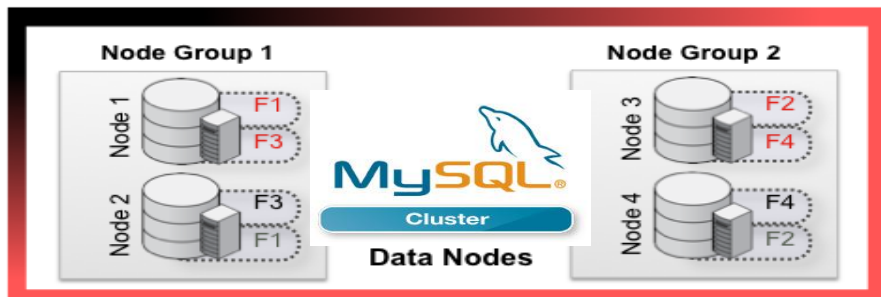 Node Group 1
Node 1
F1
F3
Node 2
F3
F1
MySQL®
Cluster
Data Nodes
Node Group 2
Node 3
F2
F4
Node 4
F4
F2